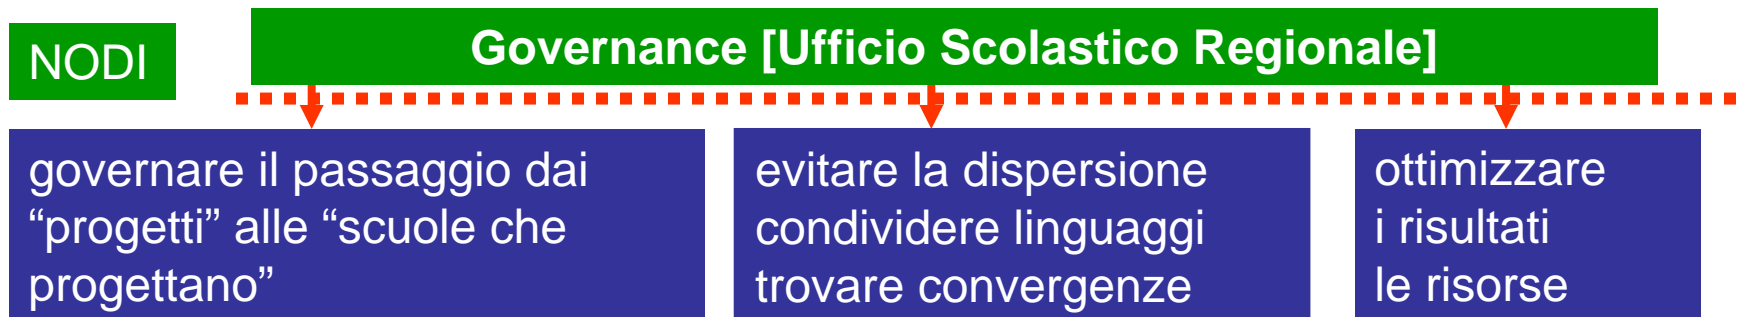 NODI
Governance [Ufficio Scolastico Regionale]
governare il passaggio dai
“progetti” alle “scuole che
progettano”
evitare la dispersione
condividere linguaggi
trovare convergenze
ottimizzare
i risultati
le risorse